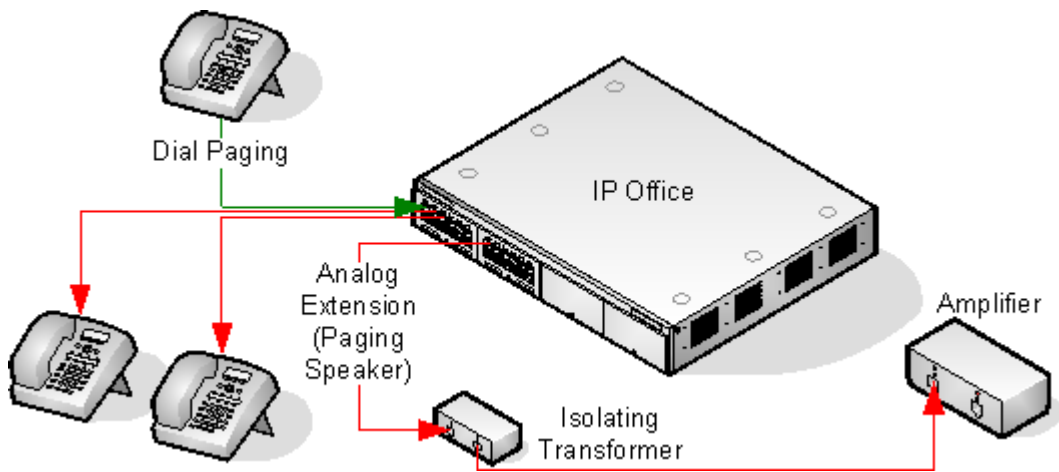 Dial Paging
IP Office
Analog
Extension
(Paging
Speaker)
Amplifier
Isolating
Transformer